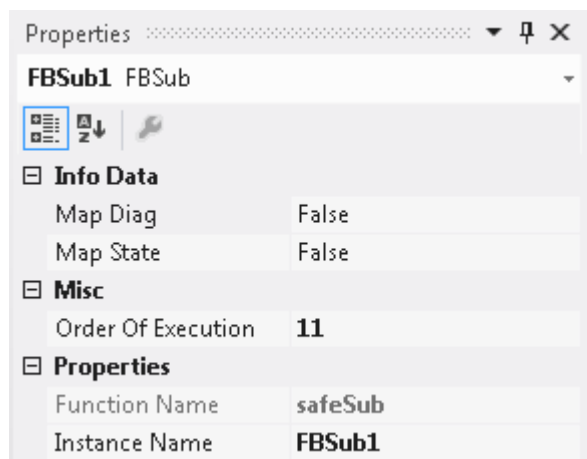 Properties
FBSub1 FBSub
Info Data
Map Diag False
Map State False
Misc
Order Of Execution 11
Properties
Function Name safeSub
Instance Name FBSub1